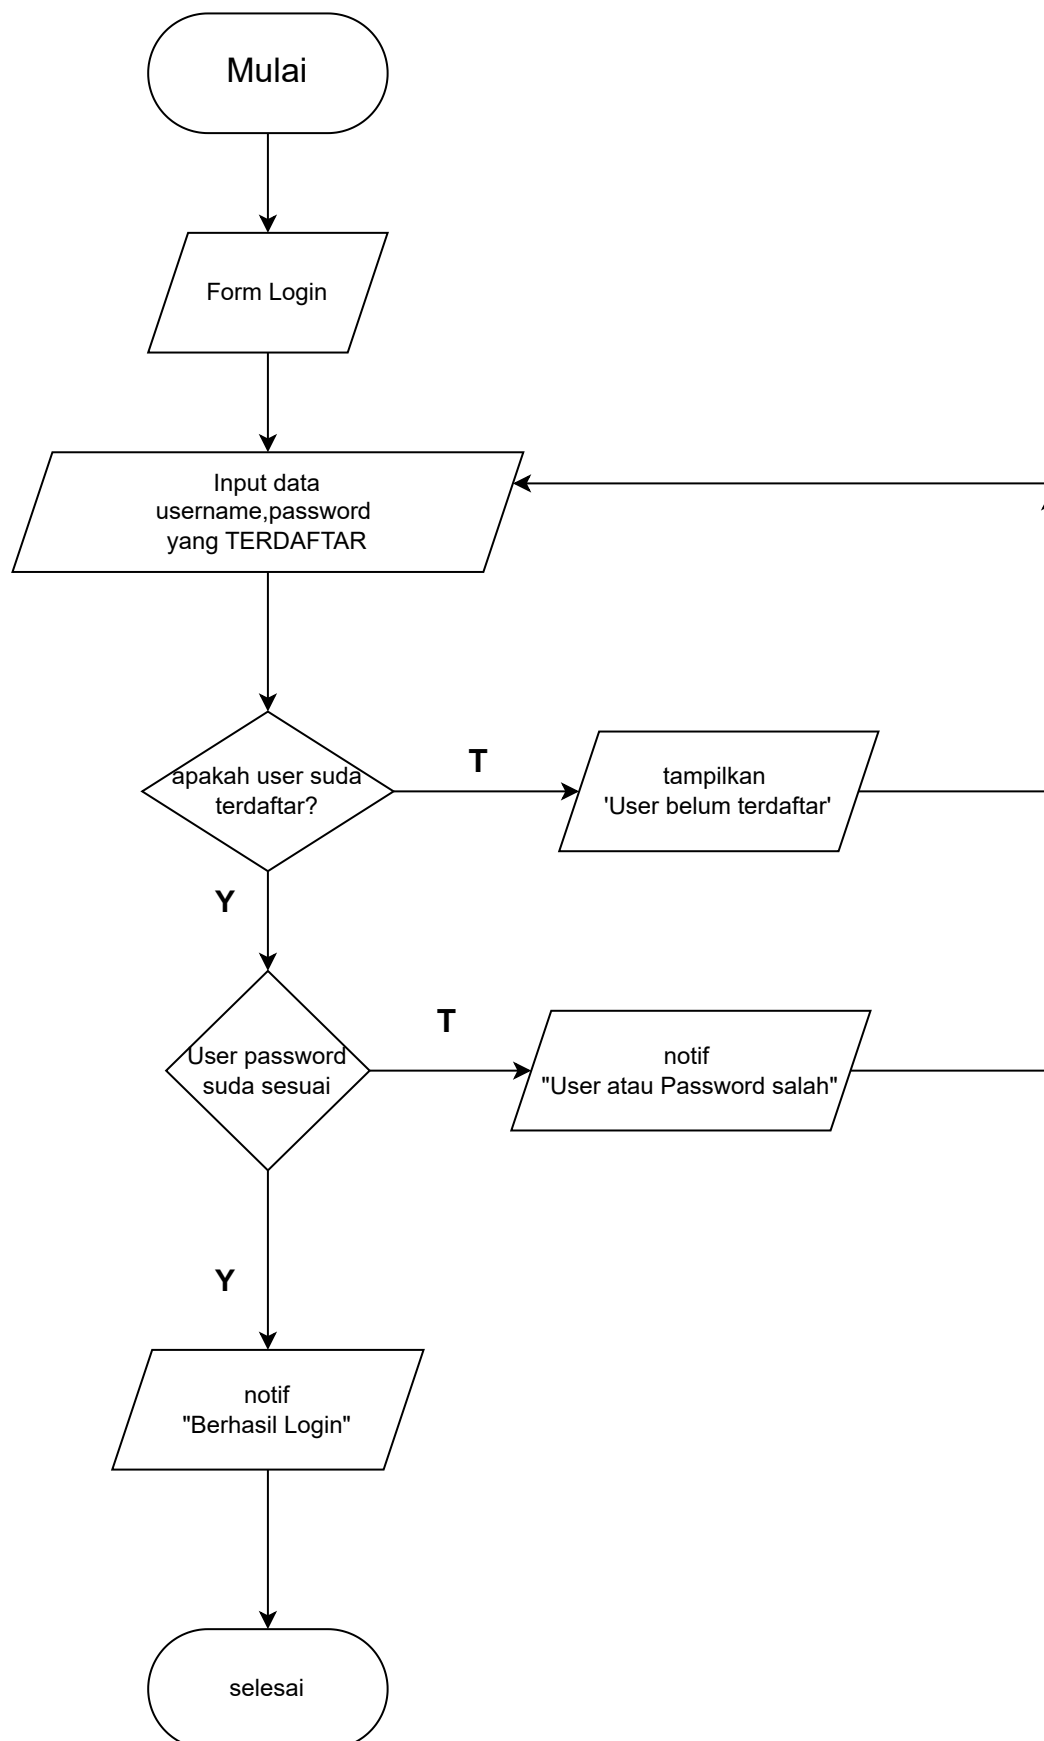 Mulai
Form Login
Input data
username,password
yang TERDAFTAR
apakah user suda
terdaftar?
T
tampilkan
'User belum terdaftar'
Y
User password
suda sesuai
T
notif
"User atau Password salah"
Y
notif
"Berhasil Login"
selesai